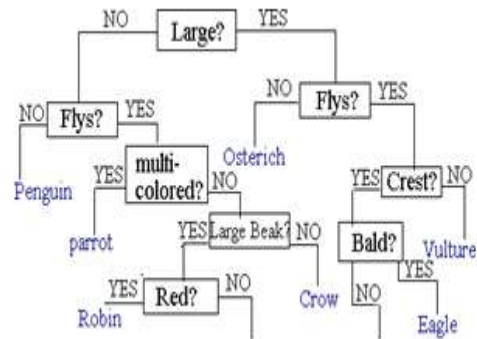 NO Large? YES
NO Flys? YES
NO Flys? YES
Penguin
YES multi-colored? NO
Osterich
YES Crest? NO
parrot
YES Large Beak? NO
Bald?
Vulture
YES Red? NO
Crow
NO
YES
Robin
Eagle